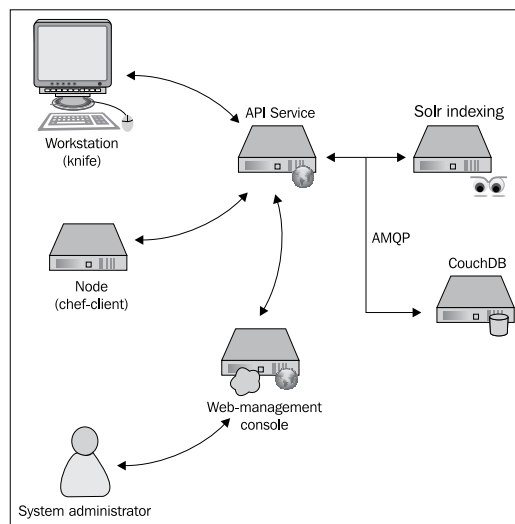 API Service
Solr indexing
Workstation
(knife)
AMQP
CouchDB
Node
(chef-client)
Web-management
console
System administrator